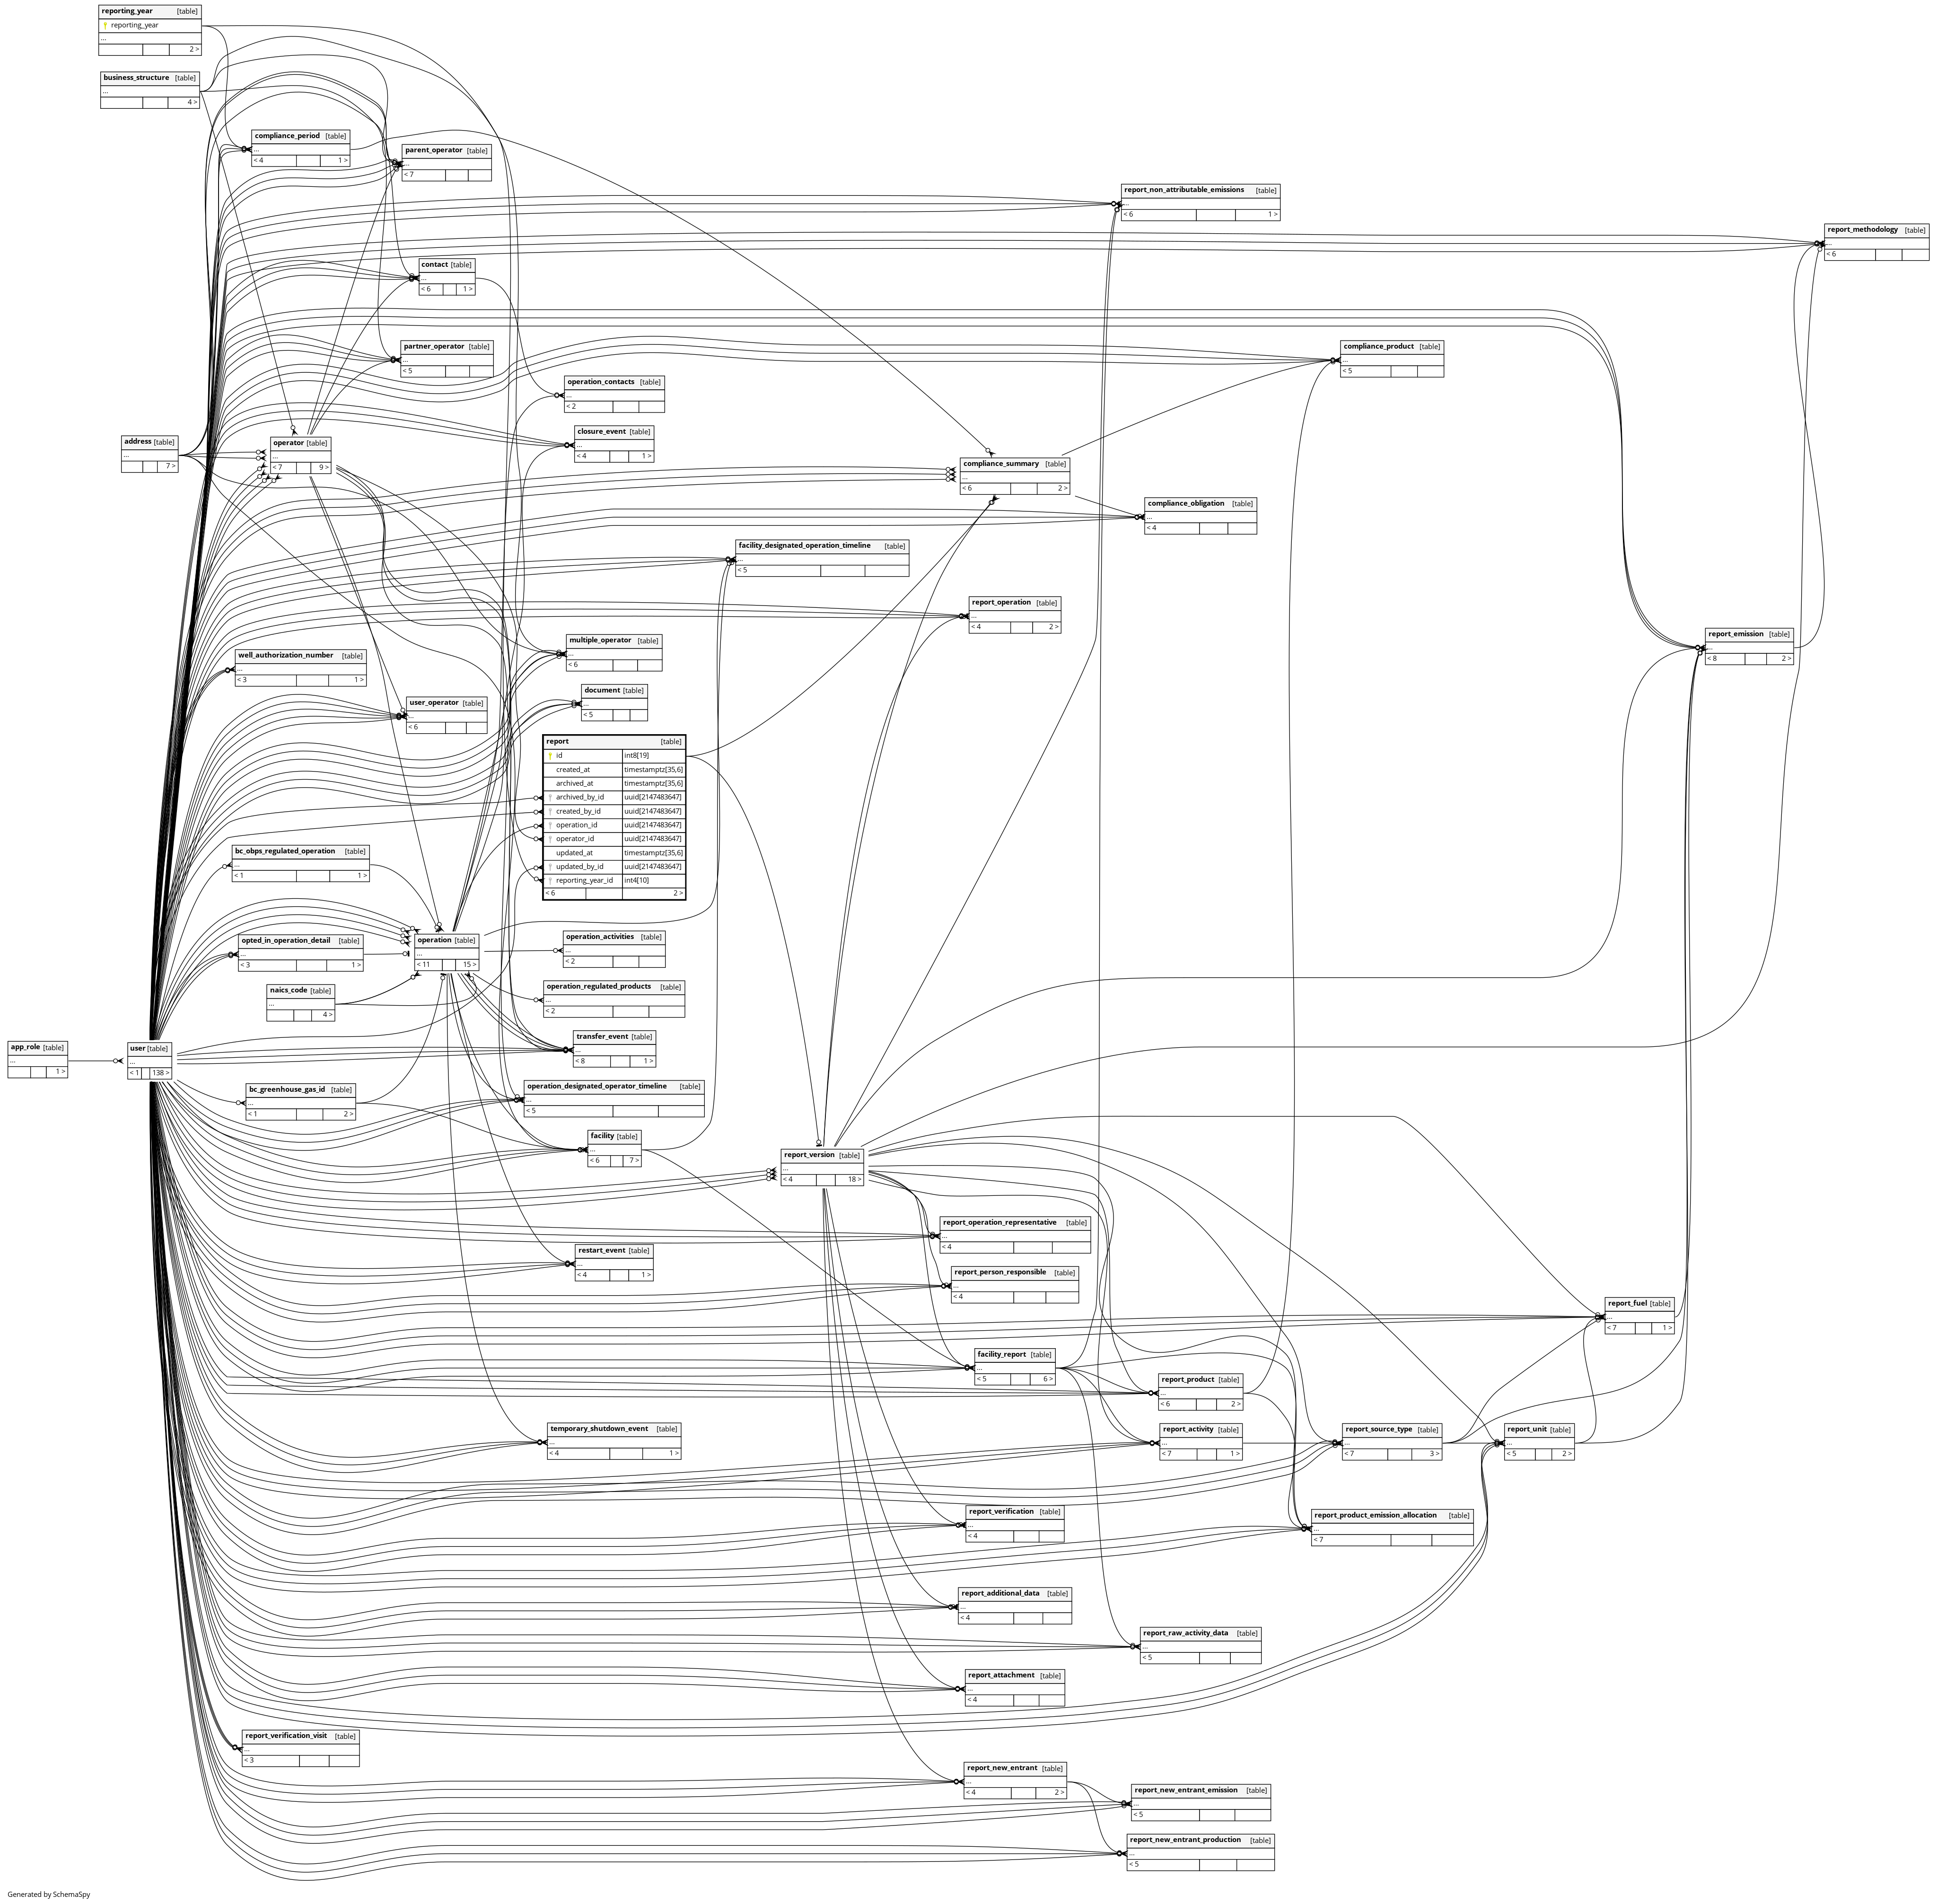 reporting_year [table]
reporting_year
...
2 >
business_structure [table]
...
4 >
compliance_period [table]
...
< 4 1 >
parent_operator [table]
...
< 7
report_non_attributable_emissions [table]
...
< 6 1 >
report_methodology [table]
...
< 6
contact [table]
...
< 6 1 >
partner_operator [table]
...
< 5
compliance_product [table]
...
< 5
operation_contacts [table]
...
< 2
closure_event [table]
...
< 4 1 >
address [table]
...
7 >
operator [table]
...
< 7 9 >
compliance_summary [table]
...
< 6 2 >
compliance_obligation [table]
...
< 4
facility_designated_operation_timeline [table]
...
< 5
report_operation [table]
...
< 4 2 >
report_emission [table]
...
< 8 2 >
multiple_operator [table]
...
< 6
well_authorization_number [table]
...
< 3 1 >
document [table]
...
< 5
user_operator [table]
...
< 6
report [table]
id int8[19]
created_at timestamptz[35,6]
archived_at timestamptz[35,6]
archived_by_id uuid[2147483647]
created_by_id uuid[2147483647]
operation_id uuid[2147483647]
operator_id uuid[2147483647]
updated_at timestamptz[35,6]
updated_by_id uuid[2147483647]
reporting_year_id int4[10]
< 6 2 >
bc_obps_regulated_operation [table]
...
< 1 1 >
opted_in_operation_detail [table]
...
< 3 1 >
operation [table]
...
< 11 15 >
operation_activities [table]
...
< 2
naics_code [table]
...
4 >
operation_regulated_products [table]
...
< 2
transfer_event [table]
...
< 8 1 >
app_role [table]
...
1 >
user [table]
...
< 1 138 >
bc_greenhouse_gas_id [table]
...
< 1 2 >
operation_designated_operator_timeline [table]
...
< 5
facility [table]
...
< 6 7 >
report_version [table]
...
< 4 18 >
report_operation_representative [table]
...
< 4
restart_event [table]
...
< 4 1 >
report_person_responsible [table]
...
< 4
report_fuel [table]
...
< 7 1 >
facility_report [table]
...
< 5 6 >
report_product [table]
...
< 6 2 >
temporary_shutdown_event [table]
...
< 4 1 >
report_activity [table]
...
< 7 1 >
report_source_type [table]
...
< 7 3 >
report_unit [table]
...
< 5 2 >
report_verification [table]
...
< 4
report_product_emission_allocation [table]
...
< 7
report_additional_data [table]
...
< 4
report_raw_activity_data [table]
...
< 5
report_attachment [table]
...
< 4
report_verification_visit [table]
...
< 3
report_new_entrant [table]
...
< 4 2 >
report_new_entrant_emission [table]
...
< 5
report_new_entrant_production [table]
...
< 5
Generated by SchemaSpy